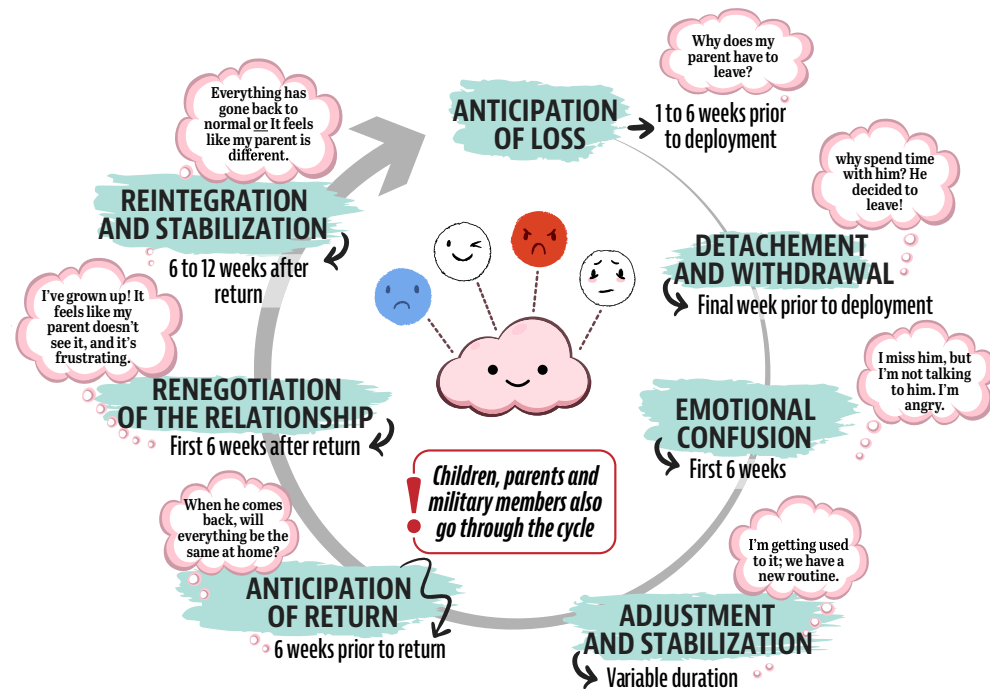 Why does my
parent have to
leave?
ANTICIPATION
OF LOSS
1 to 6 weeks prior
to deployment
why spend time
with him? He
decided to
leave!
DETACHEMENT
AND WITHDRAWAL
Final week prior to deployment
I miss him, but
I'm not talking
to him. I'm
angry.
EMOTIONAL
CONFUSION
First 6 weeks
I'm getting used
to it; we have a
new routine.
ADJUSTMENT
AND STABILIZATION
Variable duration
When he comes
back, will
everything be the
same at home?
ANTICIPATION
OF RETURN
6 weeks prior to return
I've grown up! It
feels like my
parent doesn't
see it, and it's
frustrating.
RENEGOTIATION
OF THE RELATIONSHIP
First 6 weeks after return
Everything has
gone back to
normal or It feels
like my parent is
different.
REINTEGRATION
AND STABILIZATION
6 to 12 weeks after
return
! Children, parents and
military members also
go through the cycle